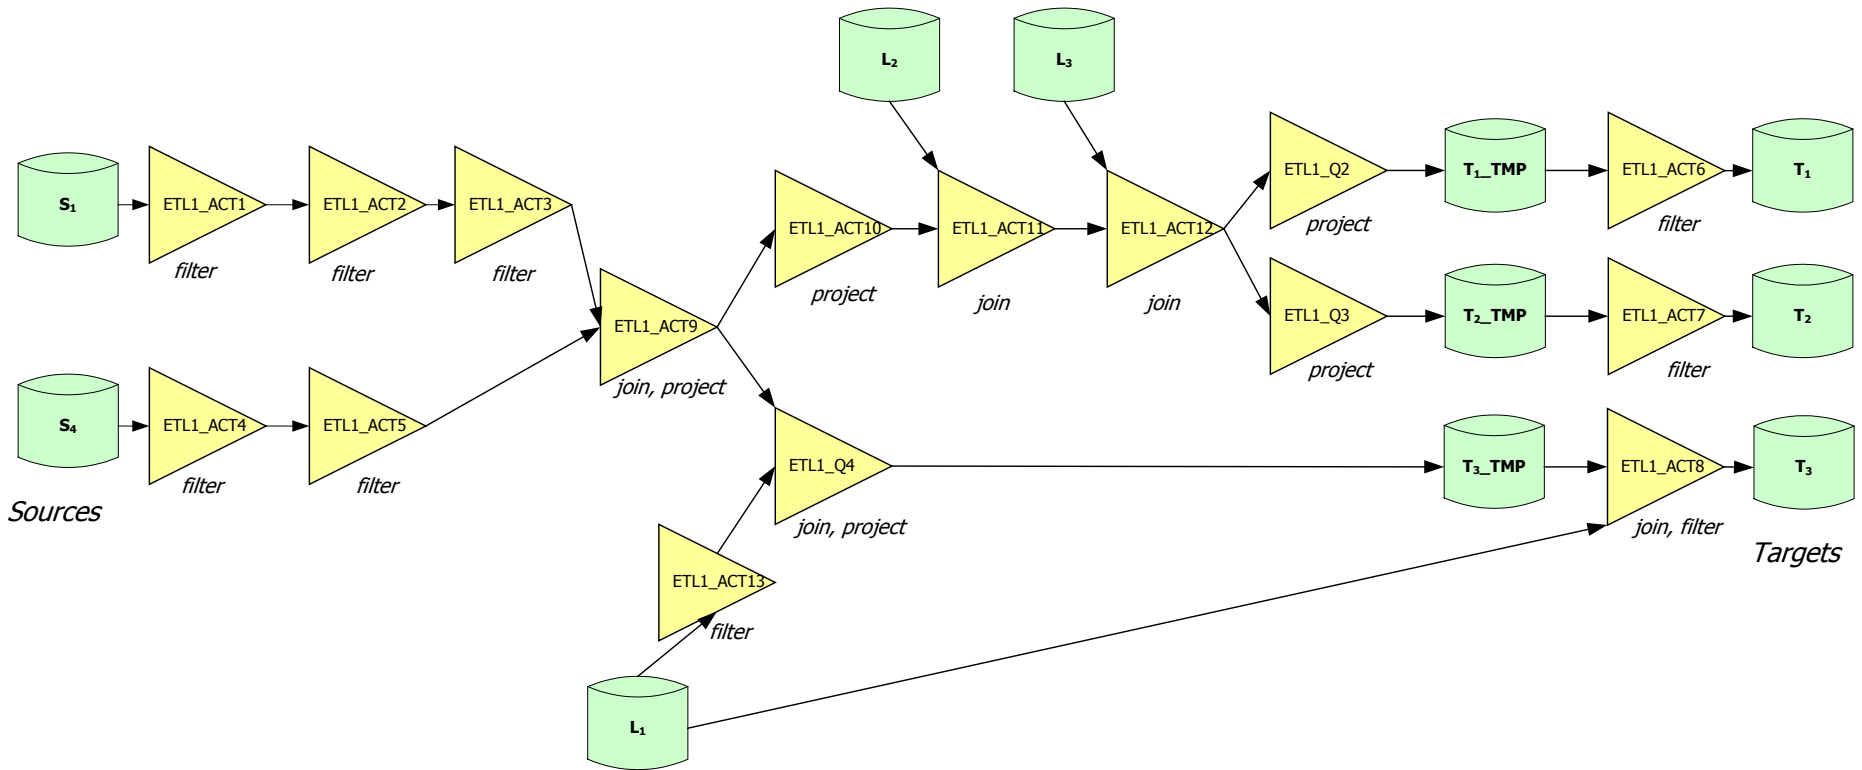 L₂
L₃
S₁
ETL1_ACT1
filter
ETL1_ACT2
filter
ETL1_ACT3
filter
S₄
ETL1_ACT4
filter
ETL1_ACT5
filter
Sources
ETL1_ACT9
join, project
ETL1_ACT10
project
ETL1_ACT11
join
ETL1_ACT12
join
ETL1_Q2
project
T₁_TMP
ETL1_ACT6
filter
T₁
ETL1_Q3
project
T₂_TMP
ETL1_ACT7
filter
T₂
ETL1_Q4
join, project
T₃_TMP
ETL1_ACT8
join, filter
T₃
Targets
ETL1_ACT13
filter
L₁